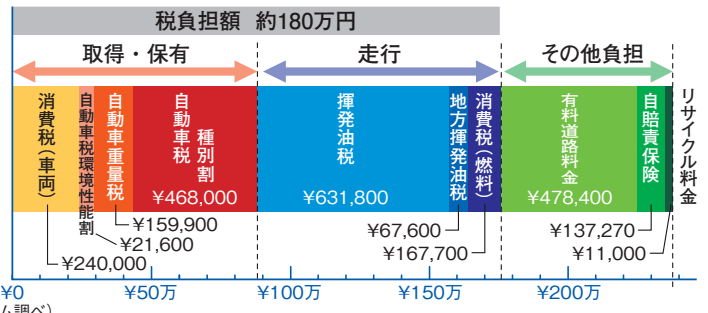 税負担額 約180万円
取得・保有
走行
その他負担
消費税(車両)
自動車税環境性能割
自動車重量税
自動車税
種別割
揮発油税
地方揮発油税
消費税(燃料)
有料道路料金
自賠責保険
リサイクル料金
¥468,000
¥631,800
¥478,400
¥159,900
¥21,600
¥240,000
¥67,600
¥167,700
¥137,270
¥11,000
¥0
¥50万
¥100万
¥150万
¥200万
ム調べ)